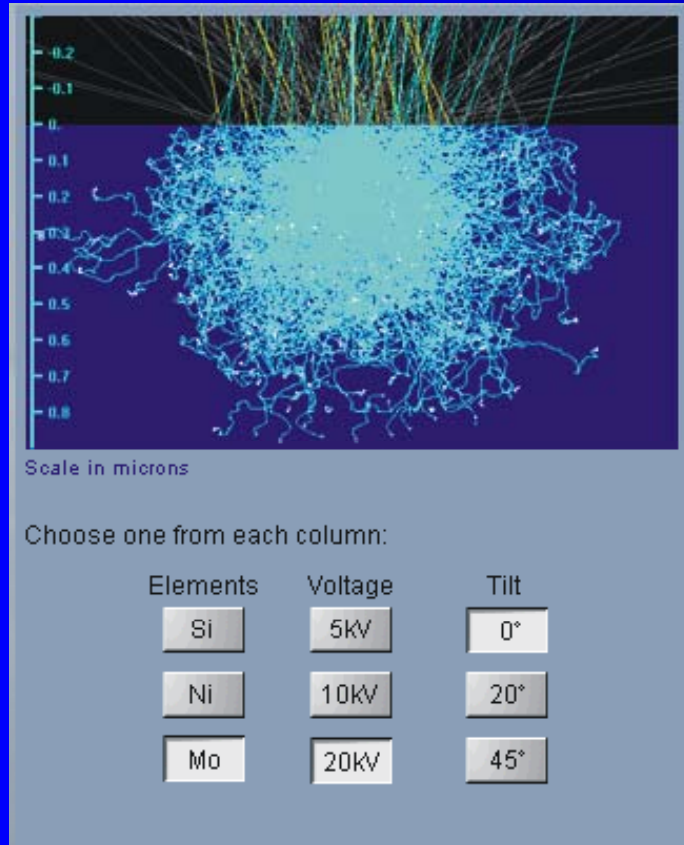 -0.2
-0.1
0.
0.1
0.2
0.3
0.4
0.5
0.6
0.7
0.8
Scale in microns
Choose one from each column:
Elements Voltage Tilt
Si 5kV 0°
Ni 10kV 20°
Mo 20kV 45°